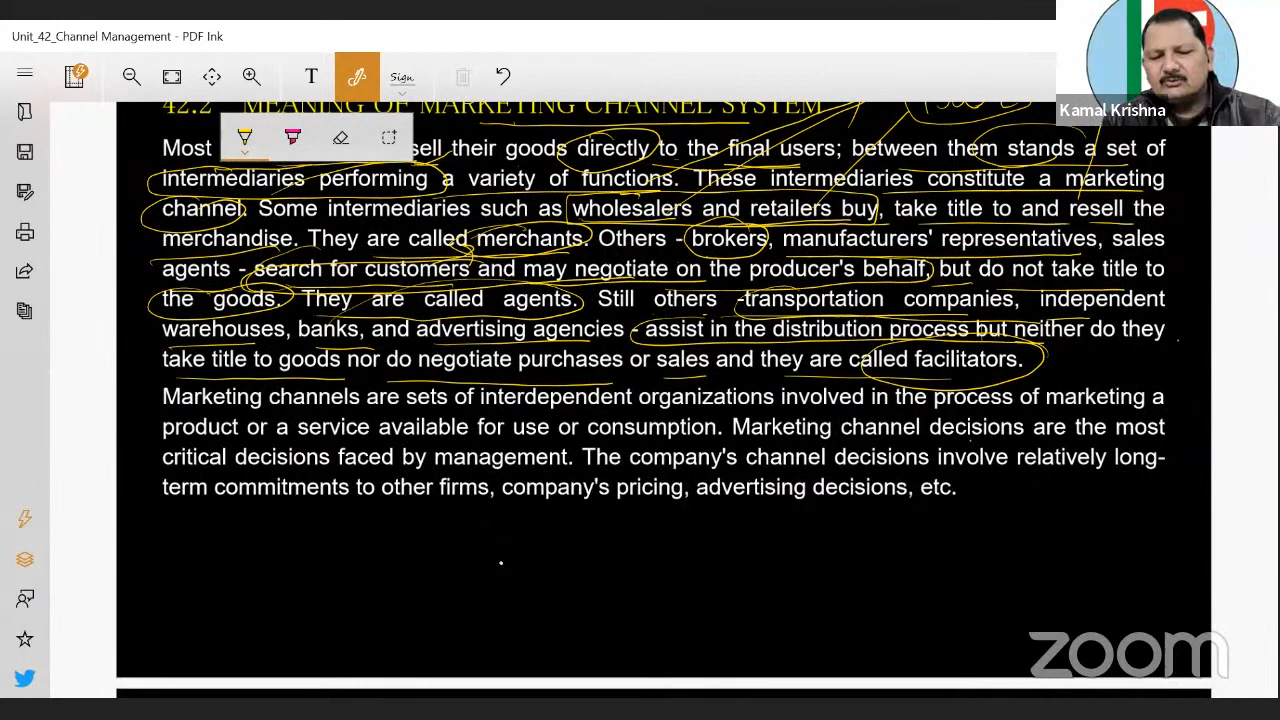 Unit_42_Channel Management - PDF Ink
T
Sign
Kamal Krishna
42.2 MEANING OF MARKETING CHANNEL SYSTEM
Most sell their goods directly to the final users; between them stands a set of
intermediaries performing a variety of functions. These intermediaries constitute a marketing
channel. Some intermediaries such as wholesalers and retailers buy, take title to and resell the
merchandise. They are called merchants. Others - brokers, manufacturers' representatives, sales
agents - search for customers and may negotiate on the producer's behalf, but do not take title to
the goods. They are called agents. Still others -transportation companies, independent
warehouses, banks, and advertising agencies - assist in the distribution process but neither do they
take title to goods nor do negotiate purchases or sales and they are called facilitators.
Marketing channels are sets of interdependent organizations involved in the process of marketing a
product or a service available for use or consumption. Marketing channel decisions are the most
critical decisions faced by management. The company's channel decisions involve relatively long-
term commitments to other firms, company's pricing, advertising decisions, etc.
zoom